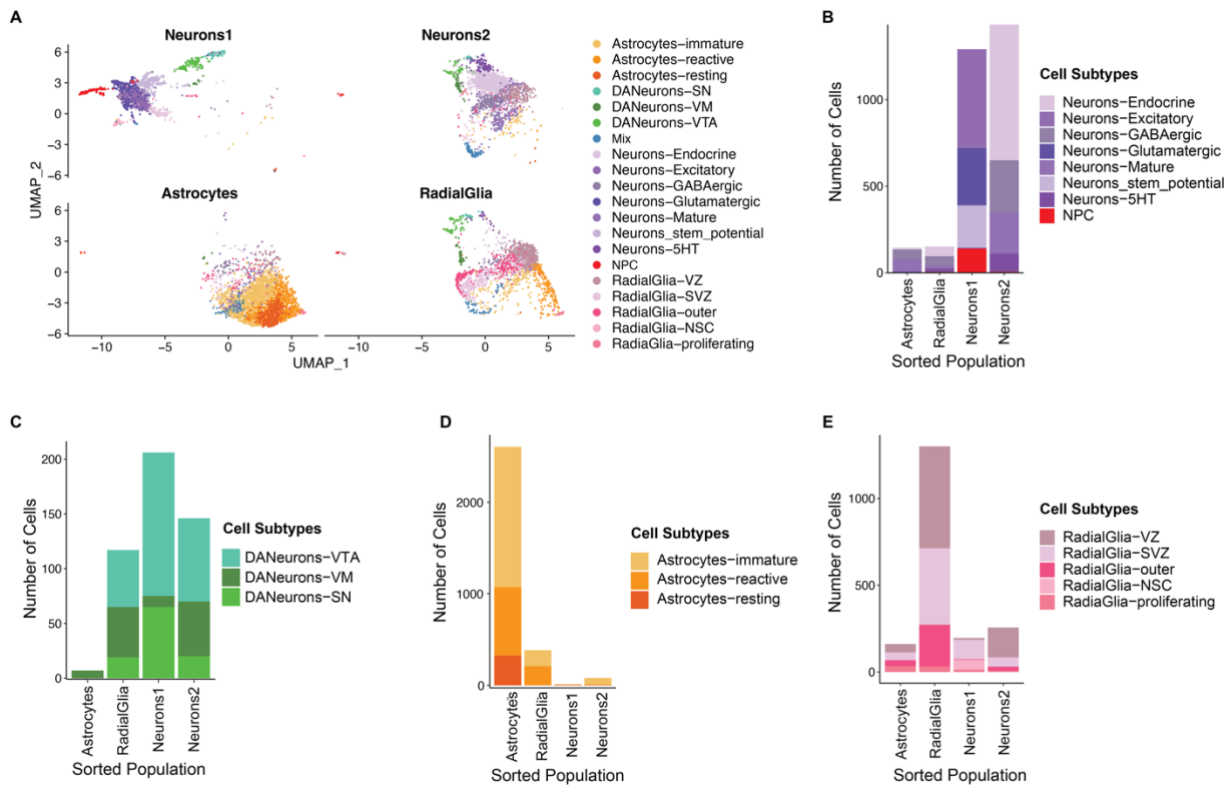 A
Neurons1
Neurons2
6
3
0
−3
−6
Astrocytes
RadialGlia
6
3
0
−3
−6
−10
−5
0
5
−10
−5
0
5
UMAP_2
UMAP_1
Astrocytes−immature
Astrocytes−reactive
Astrocytes−resting
DANeurons−SN
DANeurons−VM
DANeurons−VTA
Mix
Neurons−Endocrine
Neurons−Excitatory
Neurons−GABAergic
Neurons−Glutamatergic
Neurons−Mature
Neurons_stem_potential
Neurons−5HT
NPC
RadialGlia−VZ
RadialGlia−SVZ
RadialGlia−outer
RadialGlia−NSC
RadiaGlia−proliferating
B
Number of Cells
1000
500
0
Astrocytes
RadialGlia
Neurons1
Neurons2
Sorted Population
Cell Subtypes
Neurons−Endocrine
Neurons−Excitatory
Neurons−GABAergic
Neurons−Glutamatergic
Neurons−Mature
Neurons_stem_potential
Neurons−5HT
NPC
C
Number of Cells
200
150
100
50
0
Astrocytes
RadialGlia
Neurons1
Neurons2
Sorted Population
Cell Subtypes
DANeurons−VTA
DANeurons−VM
DANeurons−SN
D
Number of Cells
2000
1000
0
Astrocytes
RadialGlia
Neurons1
Neurons2
Sorted Population
Cell Subtypes
Astrocytes−immature
Astrocytes−reactive
Astrocytes−resting
E
Number of Cells
1000
500
0
Astrocytes
RadialGlia
Neurons1
Neurons2
Sorted Population
Cell Subtypes
RadialGlia−VZ
RadialGlia−SVZ
RadialGlia−outer
RadialGlia−NSC
RadiaGlia−proliferating